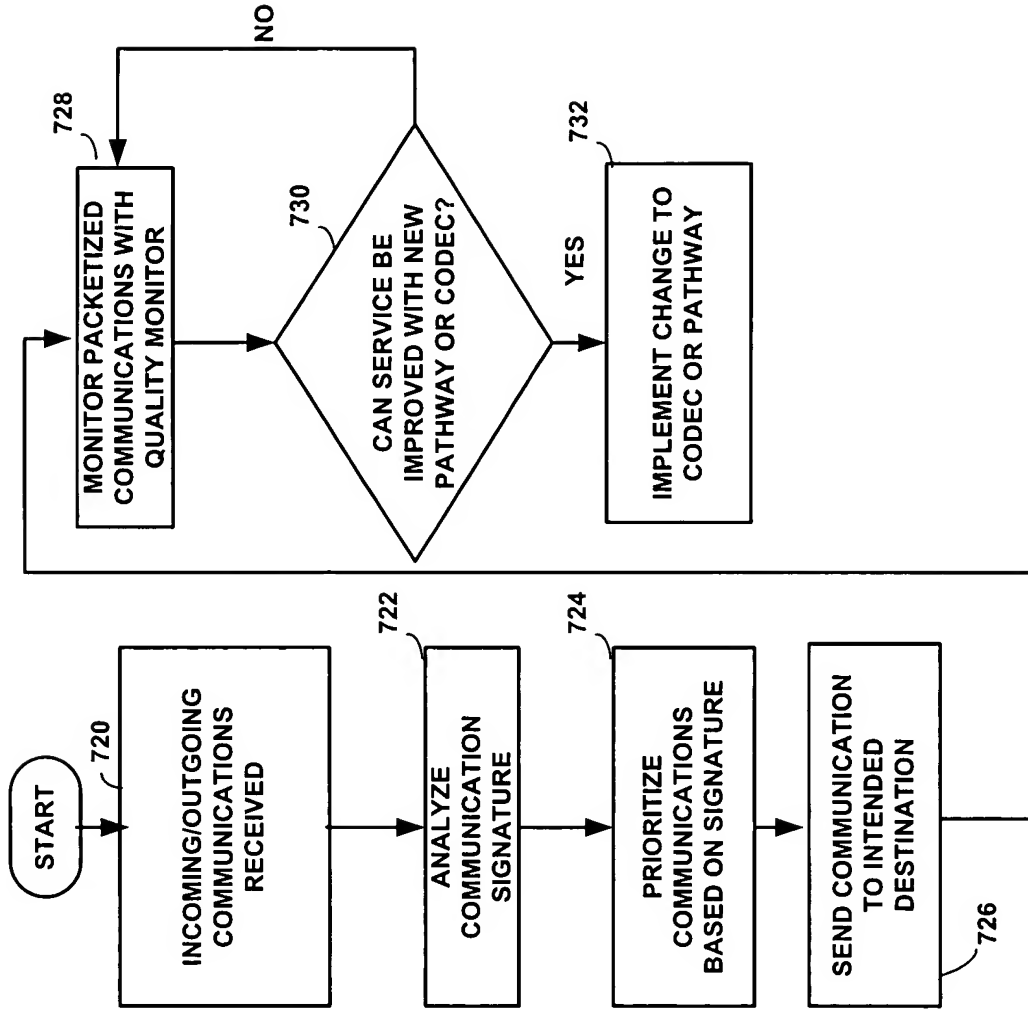 START
720
INCOMING/OUTGOING
COMMUNICATIONS
RECEIVED
722
ANALYZE
COMMUNICATION
SIGNATURE
724
PRIORITIZE
COMMUNICATIONS
BASED ON SIGNATURE
SEND COMMUNICATION
TO INTENDED
DESTINATION
726
728
MONITOR PACKETIZED
COMMUNICATIONS WITH
QUALITY MONITOR
NO
730
CAN SERVICE BE
IMPROVED WITH NEW
PATHWAY OR CODEC?
YES
732
IMPLEMENT CHANGE TO
CODEC OR PATHWAY